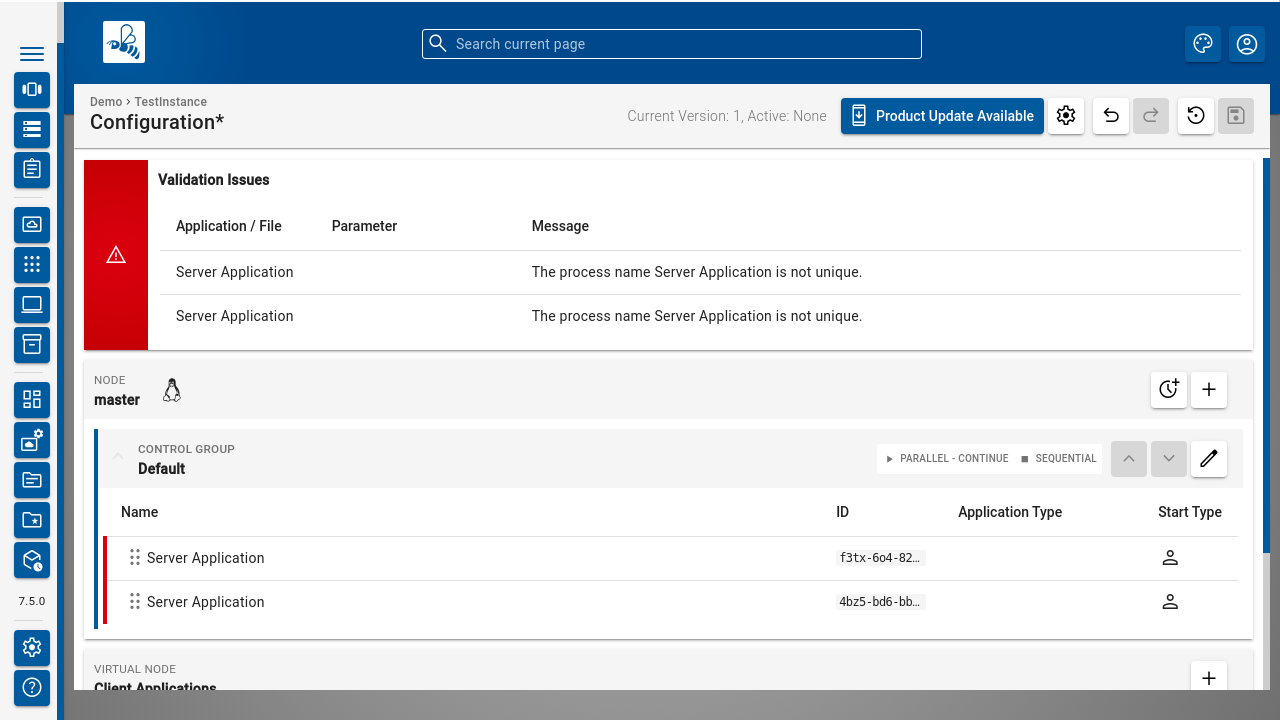 Search current page
Demo › TestInstance
Configuration*
Current Version: 1, Active: None
Product Update Available
Validation Issues
Application / File Parameter Message
Server Application The process name Server Application is not unique.
Server Application The process name Server Application is not unique.
NODE
master
CONTROL GROUP
Default
PARALLEL - CONTINUE SEQUENTIAL
Name ID Application Type Start Type
Server Application f3tx-6o4-82…
Server Application 4bz5-bd6-bb…
7.5.0
VIRTUAL NODE
Client Applications